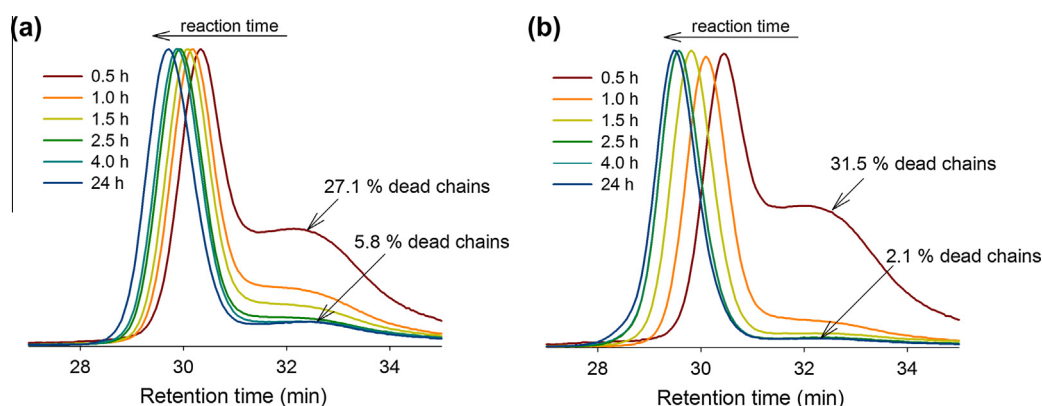 (a)
reaction time
0.5 h
1.0 h
1.5 h
2.5 h
4.0 h
24 h
27.1 % dead chains
5.8 % dead chains
28 30 32 34
Retention time (min)
(b)
reaction time
0.5 h
1.0 h
1.5 h
2.5 h
4.0 h
24 h
31.5 % dead chains
2.1 % dead chains
28 30 32 34
Retention time (min)